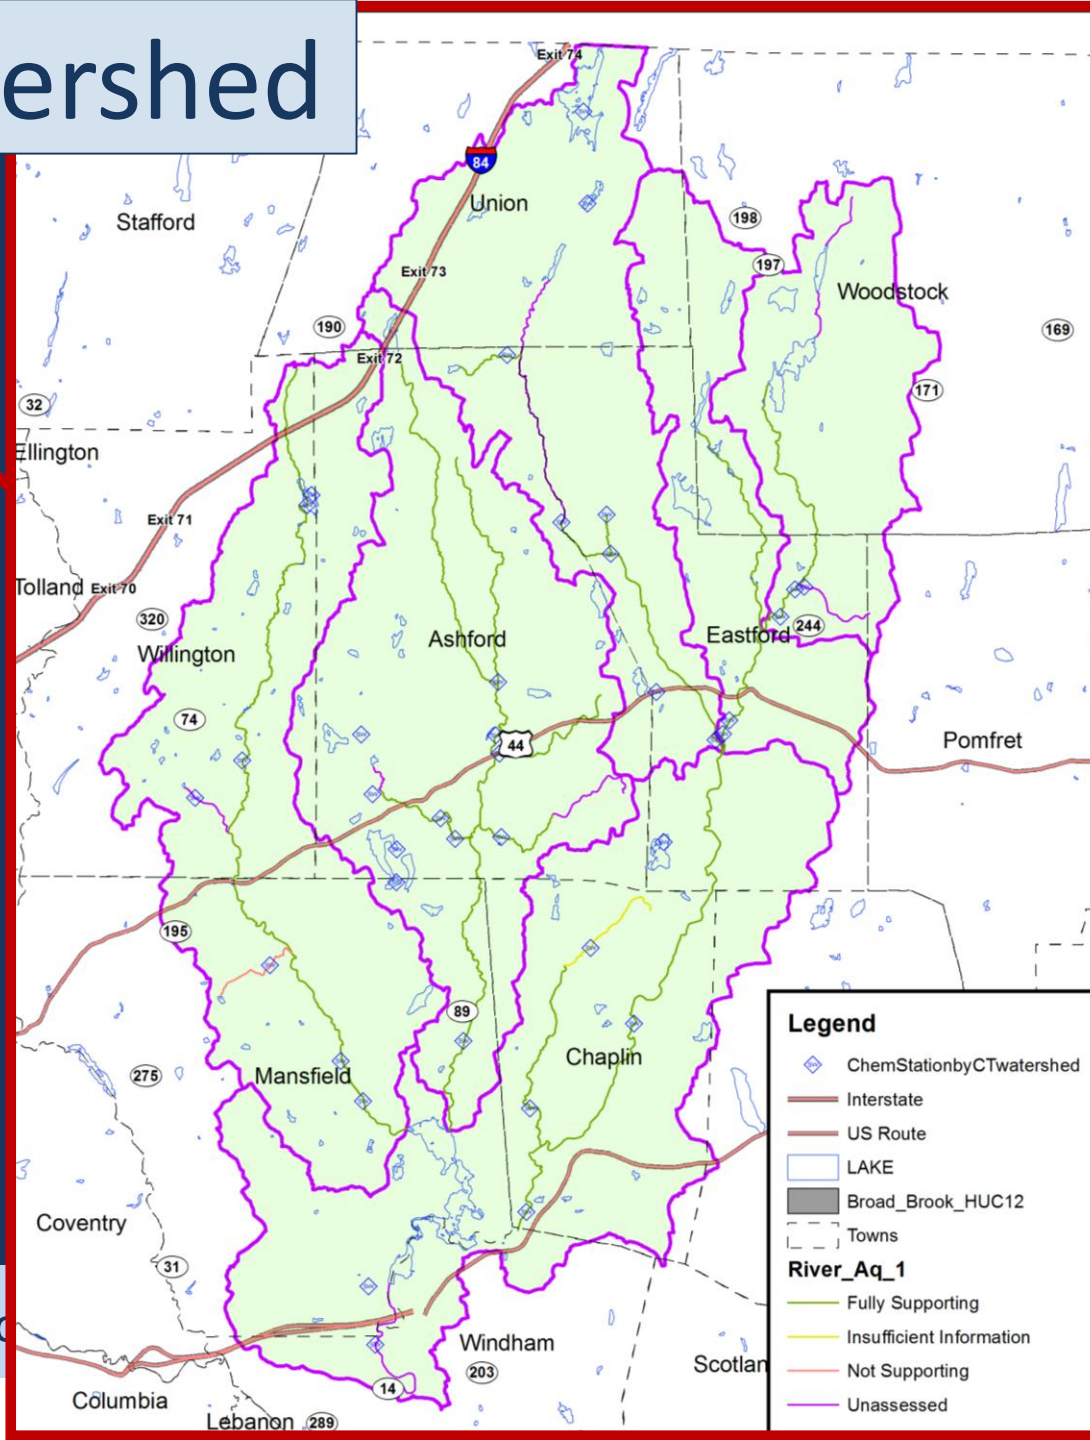 ershed
Exit 74
84
Union
Stafford
198
197
Exit 73
Woodstock
190
169
Exit 72
171
32
Ellington
Exit 71
Tolland
Exit 70
320
Willington
Ashford
Eastford
244
74
44
Pomfret
195
89
Chaplin
275
Mansfield
Coventry
31
Windham
203
Scotlan
14
Columbia
Lebanon
289
Legend
ChemStationbyCTwatershed
Interstate
US Route
LAKE
Broad_Brook_HUC12
Towns
River_Aq_1
Fully Supporting
Insufficient Information
Not Supporting
Unassessed